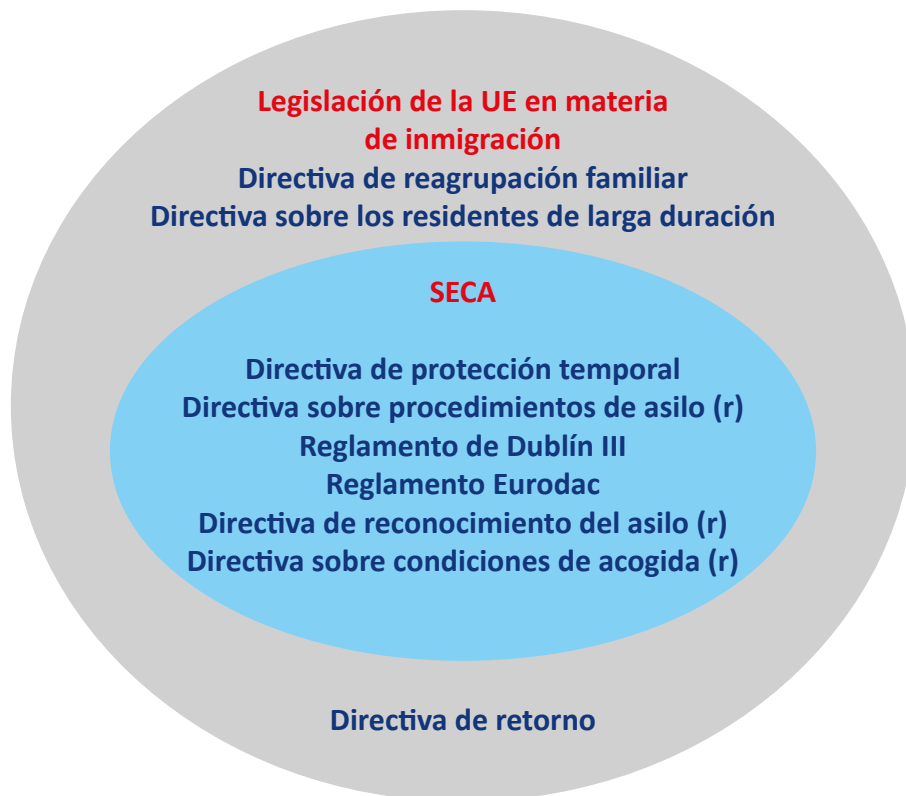 Legislación de la UE en materia
de inmigración
Directiva de reagrupación familiar
Directiva sobre los residentes de larga duración
SECA
Directiva de protección temporal
Directiva sobre procedimientos de asilo (r)
Reglamento de Dublín III
Reglamento Eurodac
Directiva de reconocimiento del asilo (r)
Directiva sobre condiciones de acogida (r)
Directiva de retorno